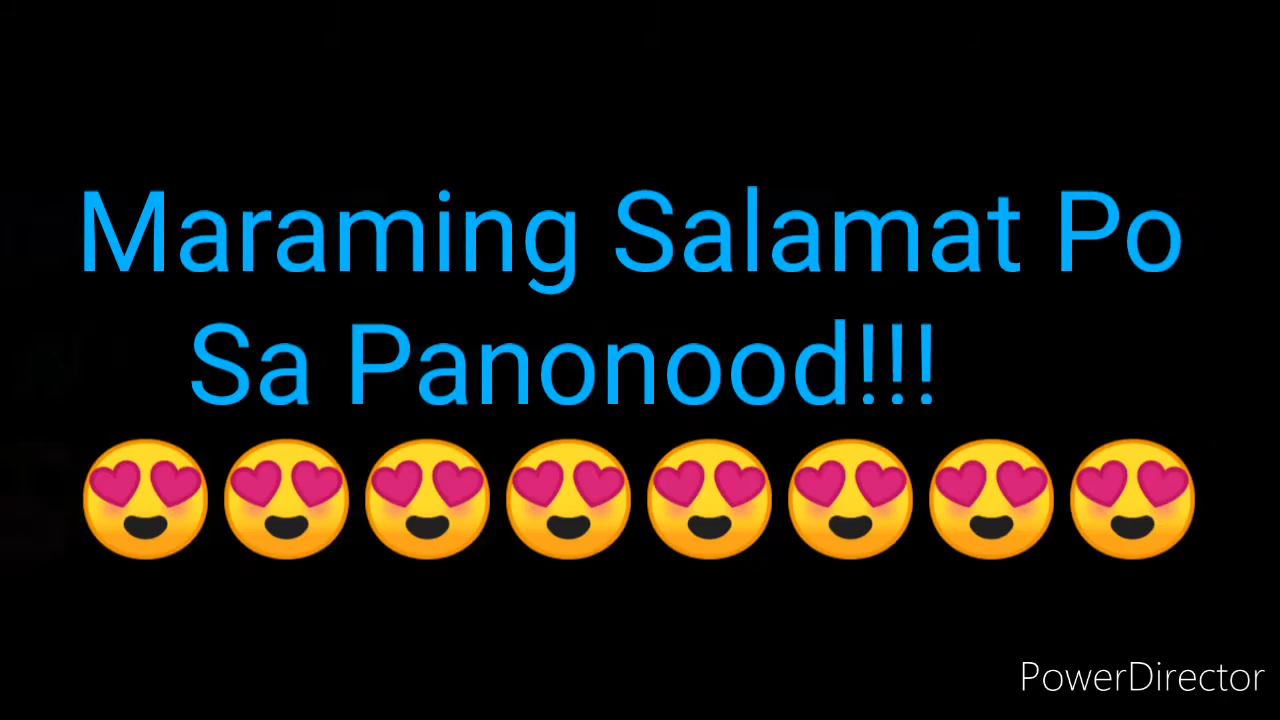 Maraming Salamat Po
Sa Panonood!!!
😍😍😍😍😍😍😍😍
PowerDirector